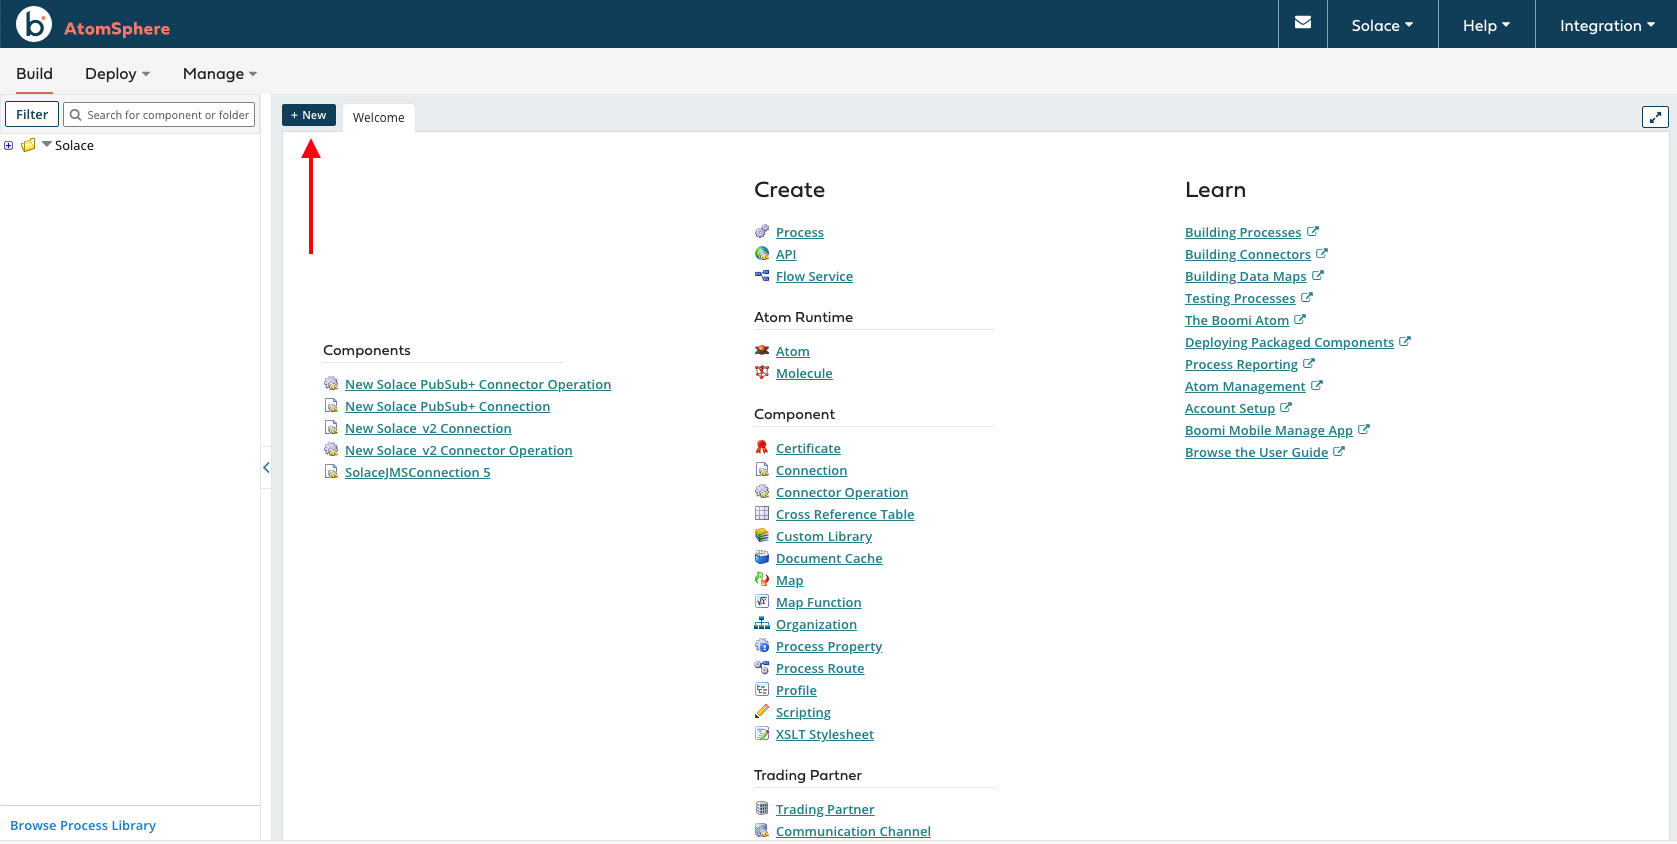 b AtomSphere
Solace
Help
Integration
Build
Deploy
Manage
Filter
Search for component or folder
Solace
Browse Process Library
+ New
Welcome
Components
New Solace PubSub+ Connector Operation
New Solace PubSub+ Connection
New Solace v2 Connection
New Solace v2 Connector Operation
SolaceJMSConnection 5
Create
Process
API
Flow Service
Atom Runtime
Atom
Molecule
Component
Certificate
Connection
Connector Operation
Cross Reference Table
Custom Library
Document Cache
Map
Map Function
Organization
Process Property
Process Route
Profile
Scripting
XSLT Stylesheet
Trading Partner
Trading Partner
Communication Channel
Learn
Building Processes
Building Connectors
Building Data Maps
Testing Processes
The Boomi Atom
Deploying Packaged Components
Process Reporting
Atom Management
Account Setup
Boomi Mobile Manage App
Browse the User Guide